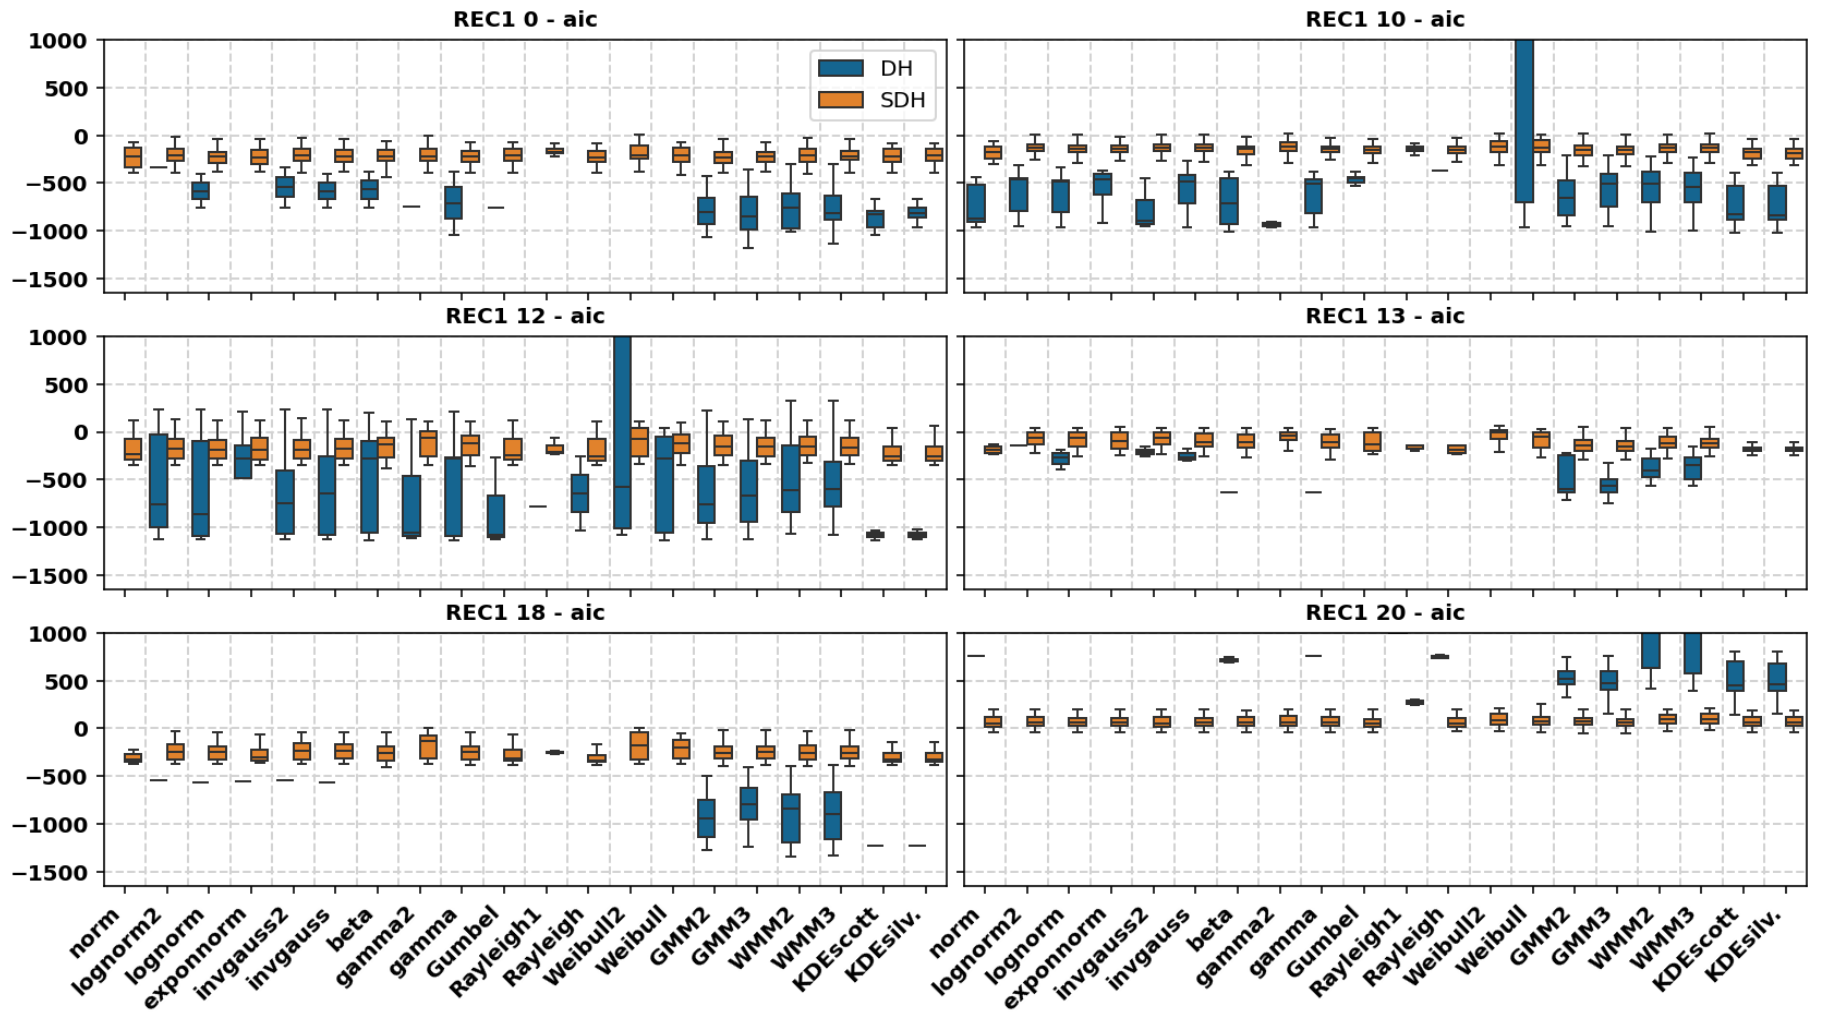 REC1 0 - aic
REC1 10 - aic
1000
500
0
−500
−1000
−1500
DH
SDH
REC1 12 - aic
REC1 13 - aic
1000
500
0
−500
−1000
−1500
REC1 18 - aic
REC1 20 - aic
1000
500
0
−500
−1000
−1500
norm
lognorm2
lognorm
exponnorm
invgauss2
invgauss
beta
gamma2
gamma
Gumbel
Rayleigh1
Rayleigh
Weibull2
Weibull
GMM2
GMM3
WMM2
WMM3
KDEscott
KDEsilv.
norm
lognorm2
lognorm
exponnorm
invgauss2
invgauss
beta
gamma2
gamma
Gumbel
Rayleigh1
Rayleigh
Weibull2
Weibull
GMM2
GMM3
WMM2
WMM3
KDEscott
KDEsilv.